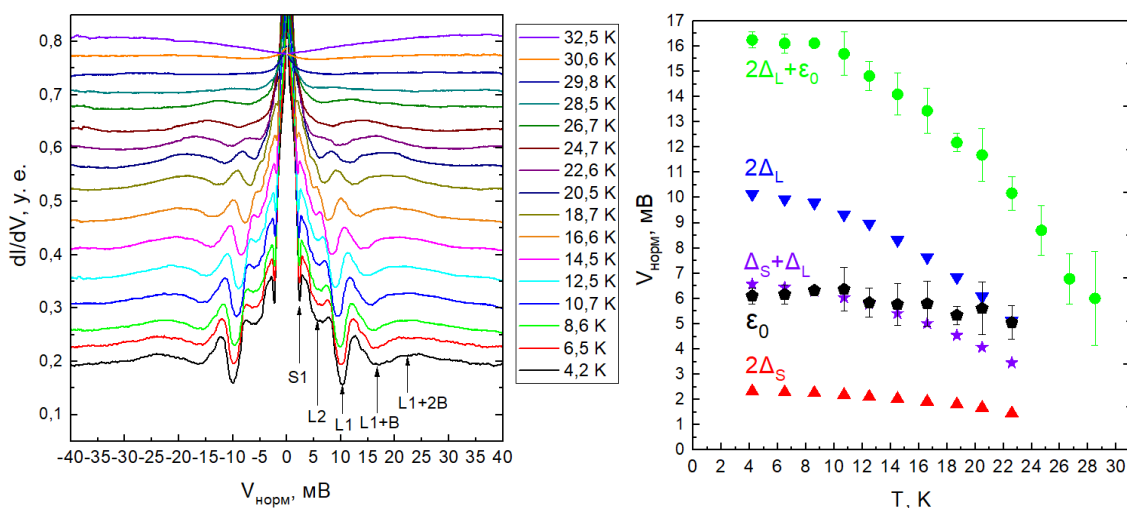 dI/dV, у. е.
0,8
0,7
0,6
0,5
0,4
0,3
0,2
0,1
-40 -35 -30 -25 -20 -15 -10 -5 0 5 10 15 20 25 30 35 40
Vнорм, мВ
S1
L2
L1
L1+B
L1+2B
32,5 K
30,6 K
29,8 K
28,5 K
26,7 K
24,7 K
22,6 K
20,5 K
18,7 K
16,6 K
14,5 K
12,5 K
10,7 K
8,6 K
6,5 K
4,2 K
Vнорм, мВ
17
16
15
14
13
12
11
10
9
8
7
6
5
4
3
2
1
0
2Δ_L+ε₀
2Δ_L
Δ_S+Δ_L
ε₀
2Δ_S
0 2 4 6 8 10 12 14 16 18 20 22 24 26 28 30
T, K